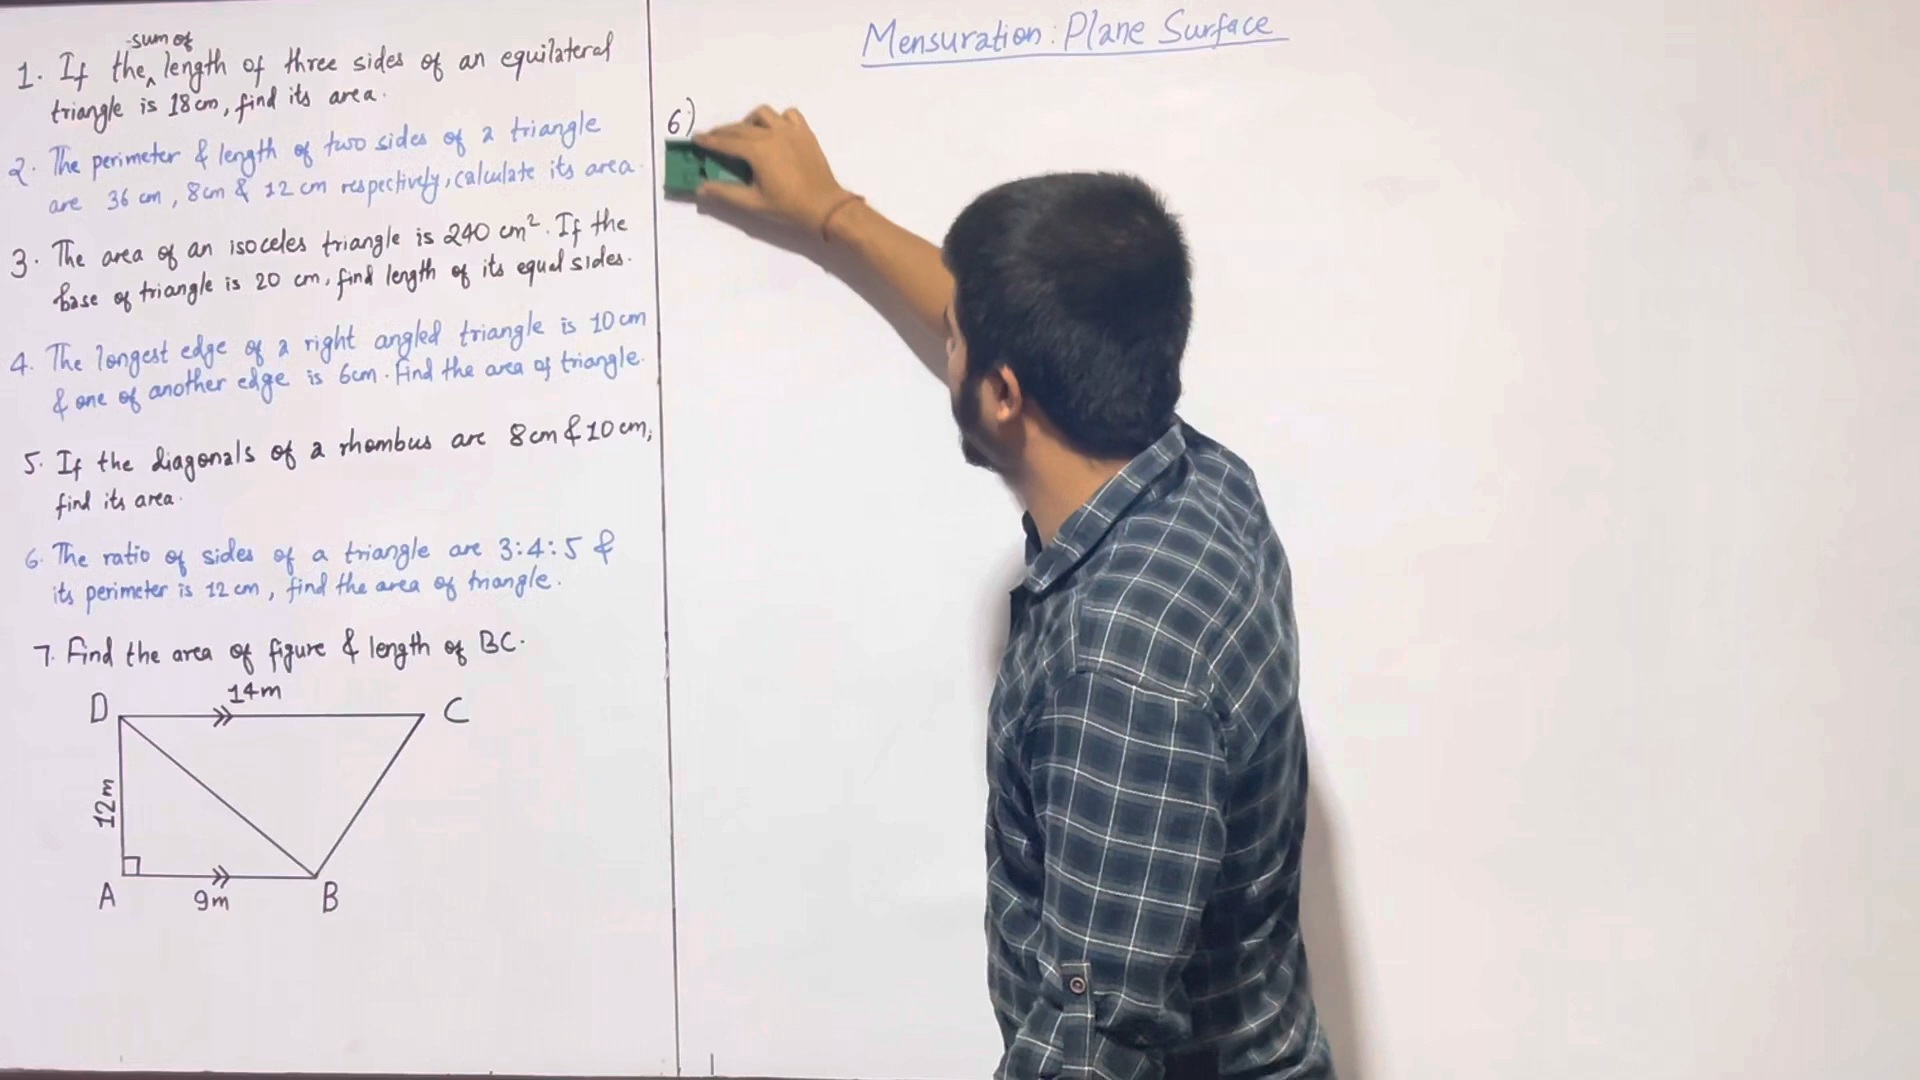 Mensuration: Plane Surface
sum of
1. If the ^ length of three sides of an equilateral
triangle is 18cm, find its area.
2. The perimeter & length of two sides of a triangle
are 36 cm, 8cm & 12 cm respectively, calculate its area.
3. The area of an isoceles triangle is 240 cm². If the
base of triangle is 20 cm, find length of its equal sides.
4. The longest edge of a right angled triangle is 10cm
& one of another edge is 6cm. Find the area of triangle.
5. If the diagonals of a rhombus are 8cm & 10cm,
find its area.
6. The ratio of sides of a triangle are 3:4:5 &
its perimeter is 12cm, find the area of triangle.
7. Find the area of figure & length of BC.
14m
D
C
12m
A
9m
B
6)